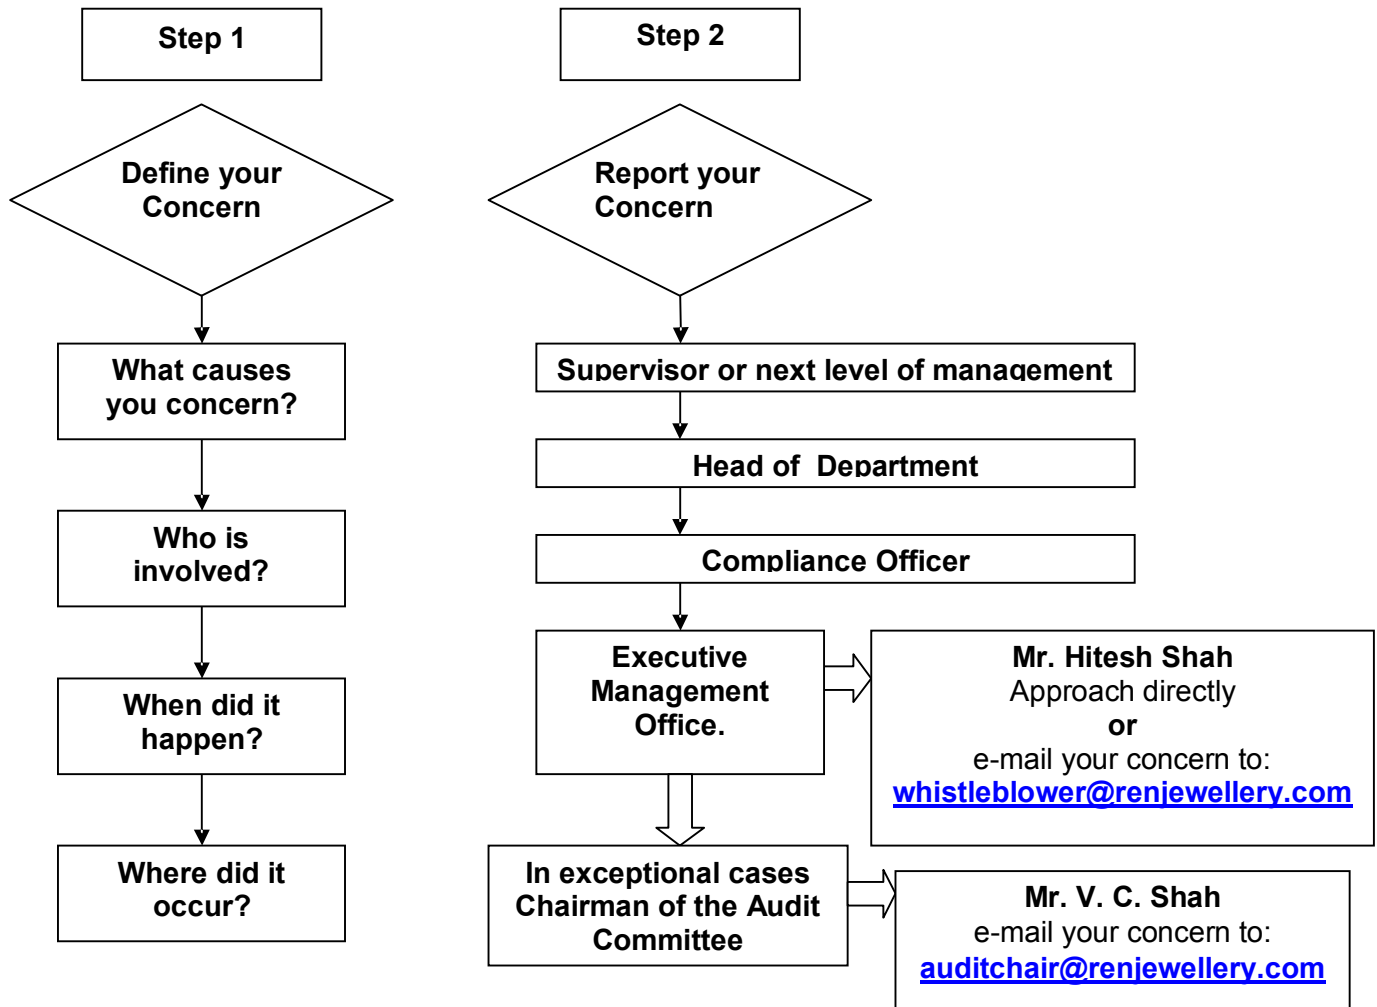 Step 1
Define your
Concern
What causes
you concern?
Who is
involved?
When did it
happen?
Where did it
occur?
Step 2
Report your
Concern
Supervisor or next level of management
Head of Department
Compliance Officer
Executive
Management
Office.
Mr. Hitesh Shah
Approach directly
or
e-mail your concern to:
whistleblower@renjewellery.com
In exceptional cases
Chairman of the Audit
Committee
Mr. V. C. Shah
e-mail your concern to:
auditchair@renjewellery.com